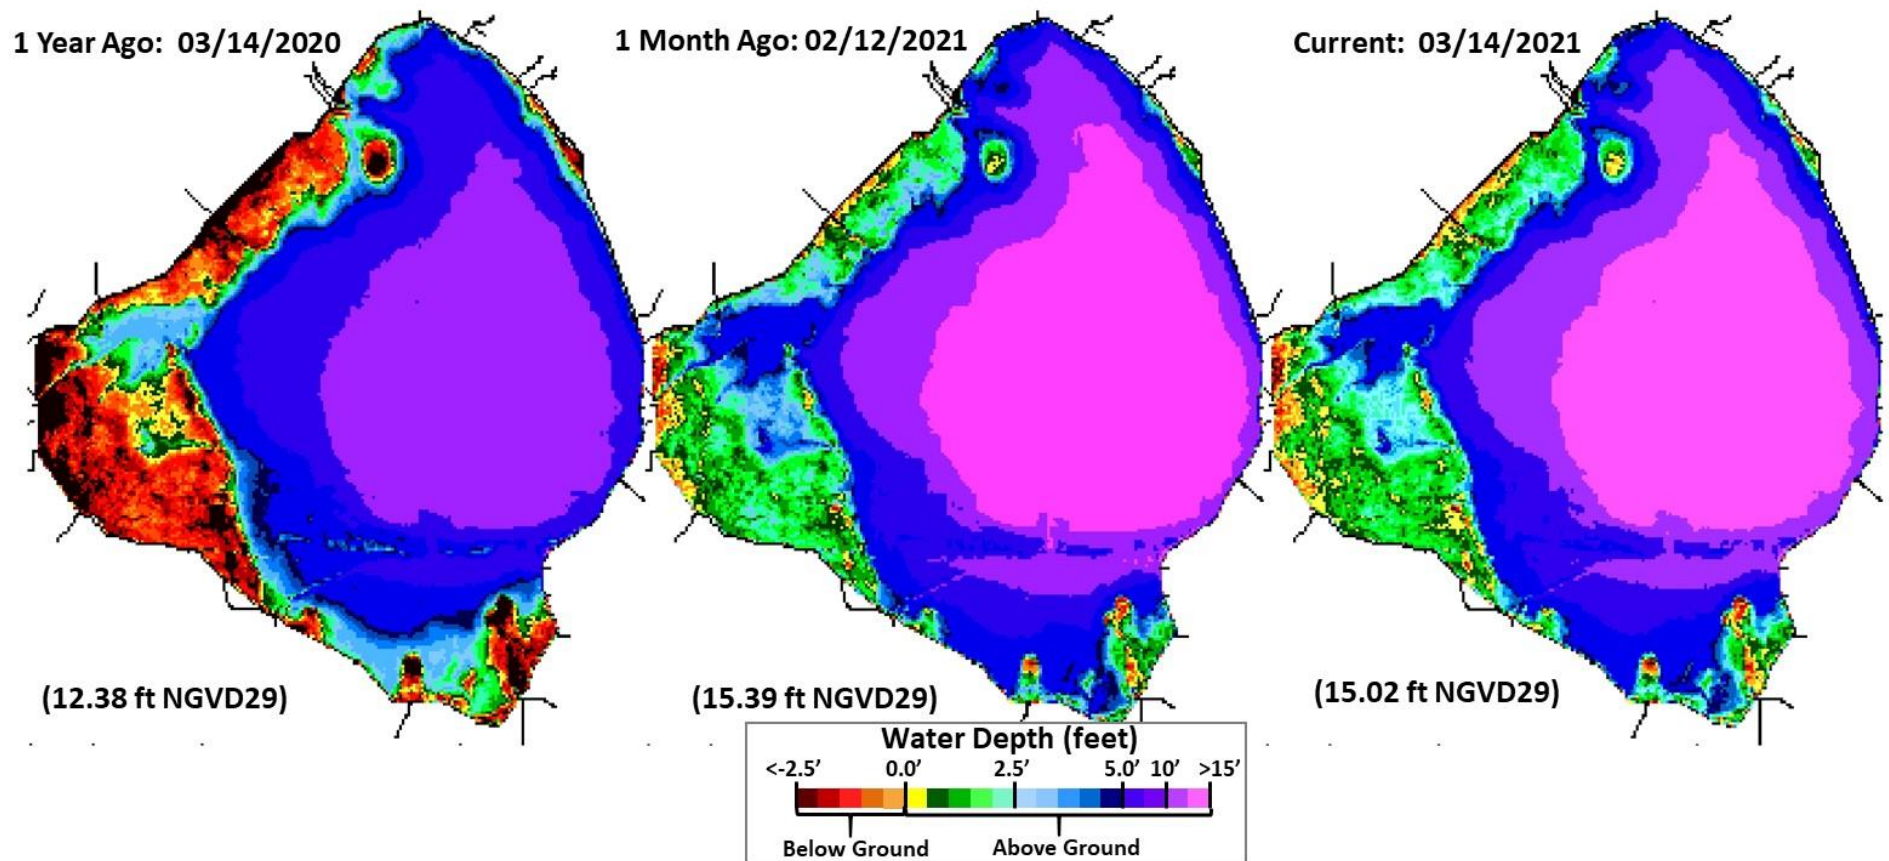 1 Year Ago: 03/14/2020
1 Month Ago: 02/12/2021
Current: 03/14/2021
(12.38 ft NGVD29)
(15.39 ft NGVD29)
(15.02 ft NGVD29)
Water Depth (feet)
<-2.5’ 0.0’ 2.5’ 5.0’ 10’ >15’
Below Ground Above Ground